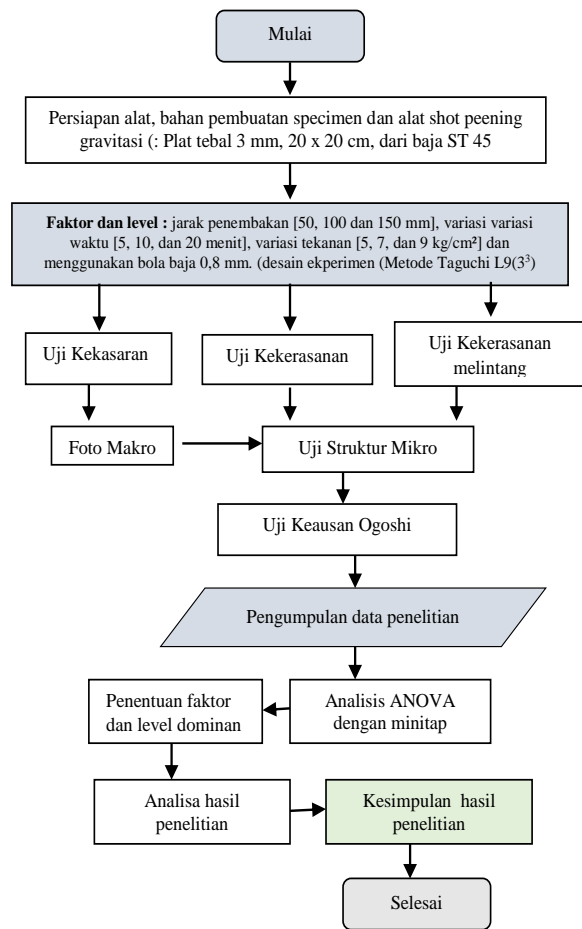 Mulai
Persiapan alat, bahan pembuatan specimen dan alat shot peening
gravitasi (: Plat tebal 3 mm, 20 x 20 cm, dari baja ST 45
Faktor dan level : jarak penembakan [50, 100 dan 150 mm], variasi variasi
waktu [5, 10, dan 20 menit], variasi tekanan [5, 7, dan 9 kg/cm²] dan
menggunakan bola baja 0,8 mm. (desain ekperimen (Metode Taguchi L9(3³)
Uji Kekasaran
Uji Kekerasanan
Uji Kekerasanan
melintang
Foto Makro
Uji Struktur Mikro
Uji Keausan Ogoshi
Pengumpulan data penelitian
Penentuan faktor
dan level dominan
Analisis ANOVA
dengan minitap
Analisa hasil
penelitian
Kesimpulan hasil
penelitian
Selesai